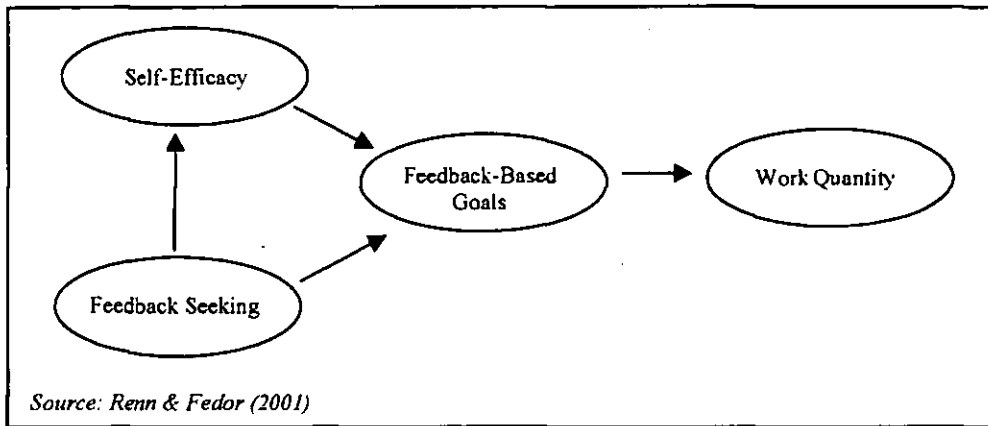 Self-Efficacy
Feedback-Based
Goals
Work Quantity
Feedback Seeking
Source: Renn & Fedor (2001)